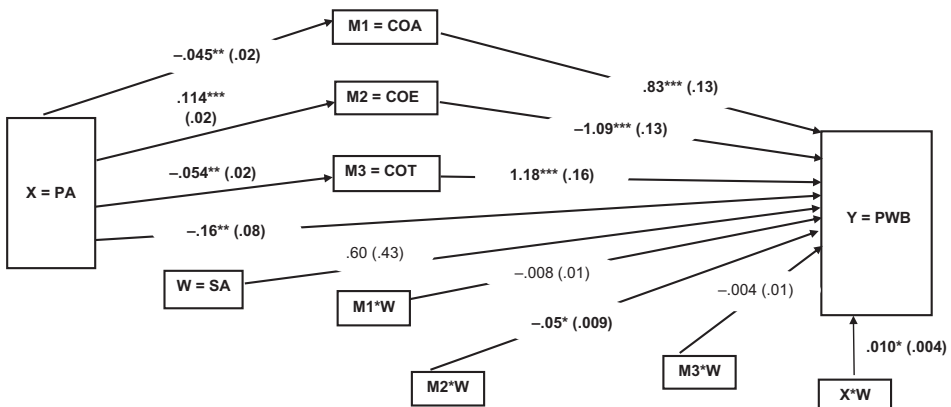 M1 = COA
–.045** (.02)
.83*** (.13)
.114***
(.02)
M2 = COE
–1.09*** (.13)
X = PA
–.054** (.02)
M3 = COT
1.18*** (.16)
Y = PWB
–.16** (.08)
.60 (.43)
W = SA
–.008 (.01)
M1*W
–.004 (.01)
–.05* (.009)
.010* (.004)
M2*W
M3*W
X*W